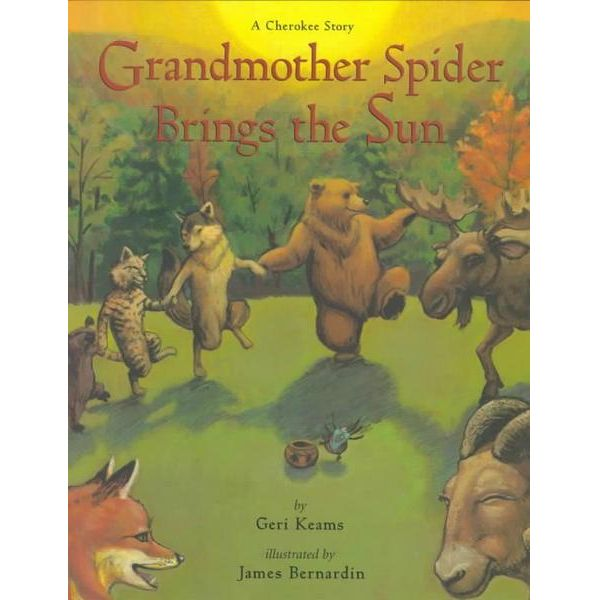 A Cherokee Story
Grandmother Spider
Brings the Sun
by
Geri Keams
illustrated by
James Bernardin